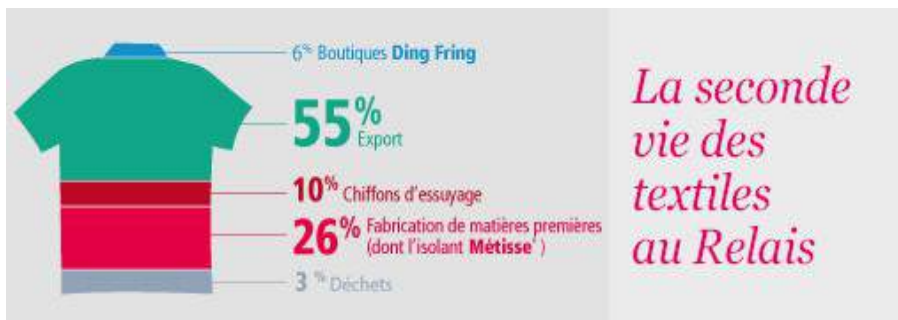 6% Boutiques Ding Fring
55% Export
10% Chiffons d'essuyage
26% Fabrication de matières premières
(dont l'isolant Métisse )
3 % Déchets
La seconde
vie des
textiles
au Relais